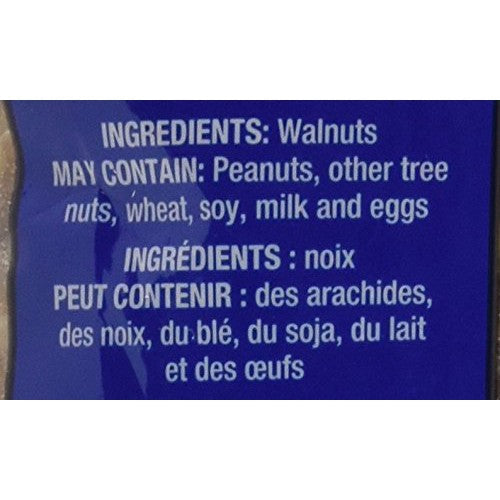 INGREDIENTS: Walnuts
MAY CONTAIN: Peanuts, other tree
nuts, wheat, soy, milk and eggs
INGRÉDIENTS : noix
PEUT CONTENIR : des arachides,
des noix, du blé, du soja, du lait
et des œufs